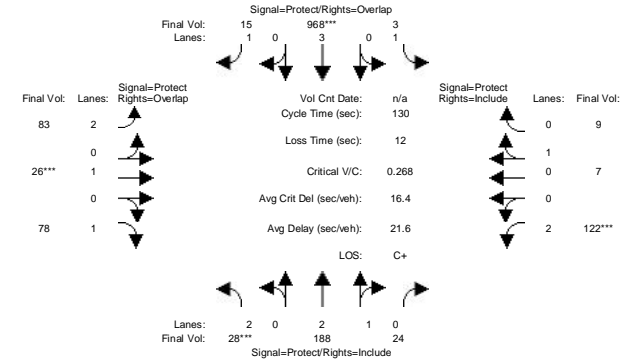 Signal=Protect/Rights=Overlap
Final Vol: 15 968*** 3
Lanes: 1 0 3 0 1
Signal=Protect Signal=Protect
Final Vol: Lanes: Rights=Overlap Vol Cnt Date: n/a Rights=Include Lanes: Final Vol:
Cycle Time (sec): 130
83 2 0 9
Loss Time (sec): 12
0 1
26*** 1 Critical V/C: 0.268 0 7
0 Avg Crit Del (sec/veh): 16.4 0
78 1 Avg Delay (sec/veh): 21.6 2 122***
LOS: C+
Lanes: 2 0 2 1 0
Final Vol: 28*** 188 24
Signal=Protect/Rights=Include